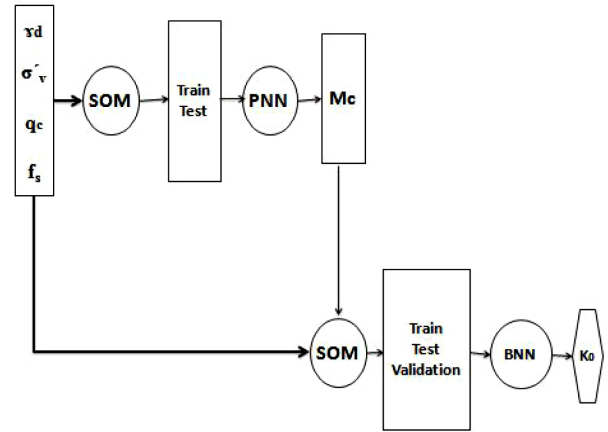 ɤd
σ´v
qc
fs
SOM
Train
Test
PNN
Mc
SOM
Train
Test
Validation
BNN
K0